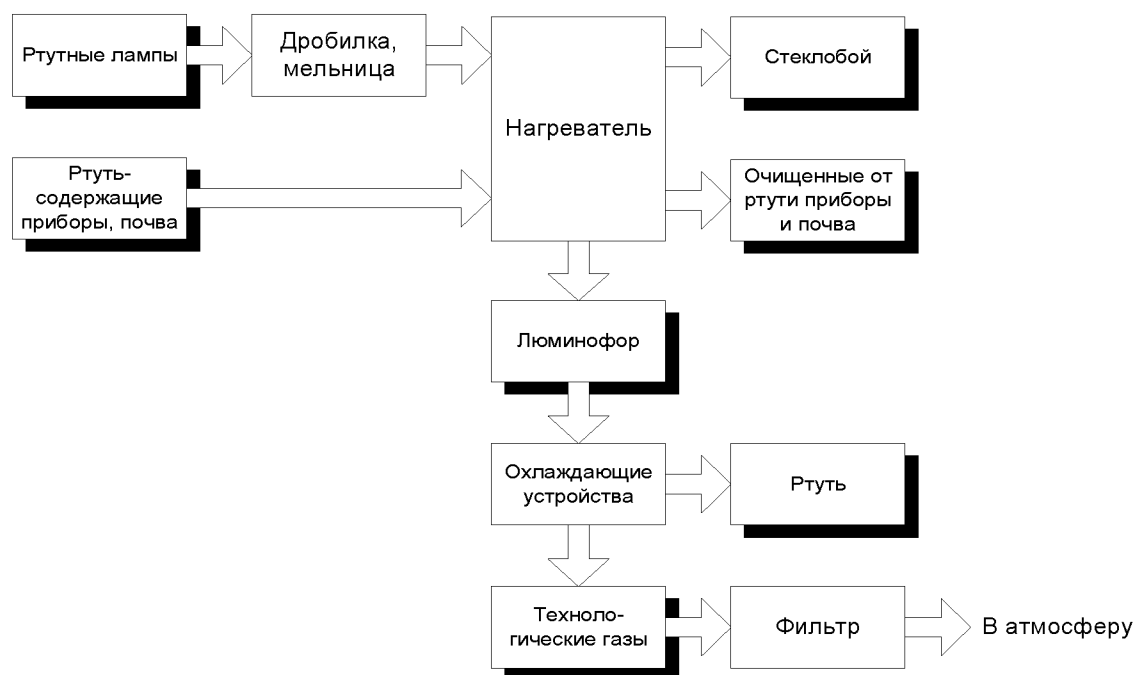 Ртутные лампы
Дробилка,
мельница
Нагреватель
Стеклобой
Ртуть-
содержащие
приборы, почва
Очищенные от
ртути приборы
и почва
Люминофор
Охлаждающие
устройства
Ртуть
Техноло-
гические газы
Фильтр
В атмосферу